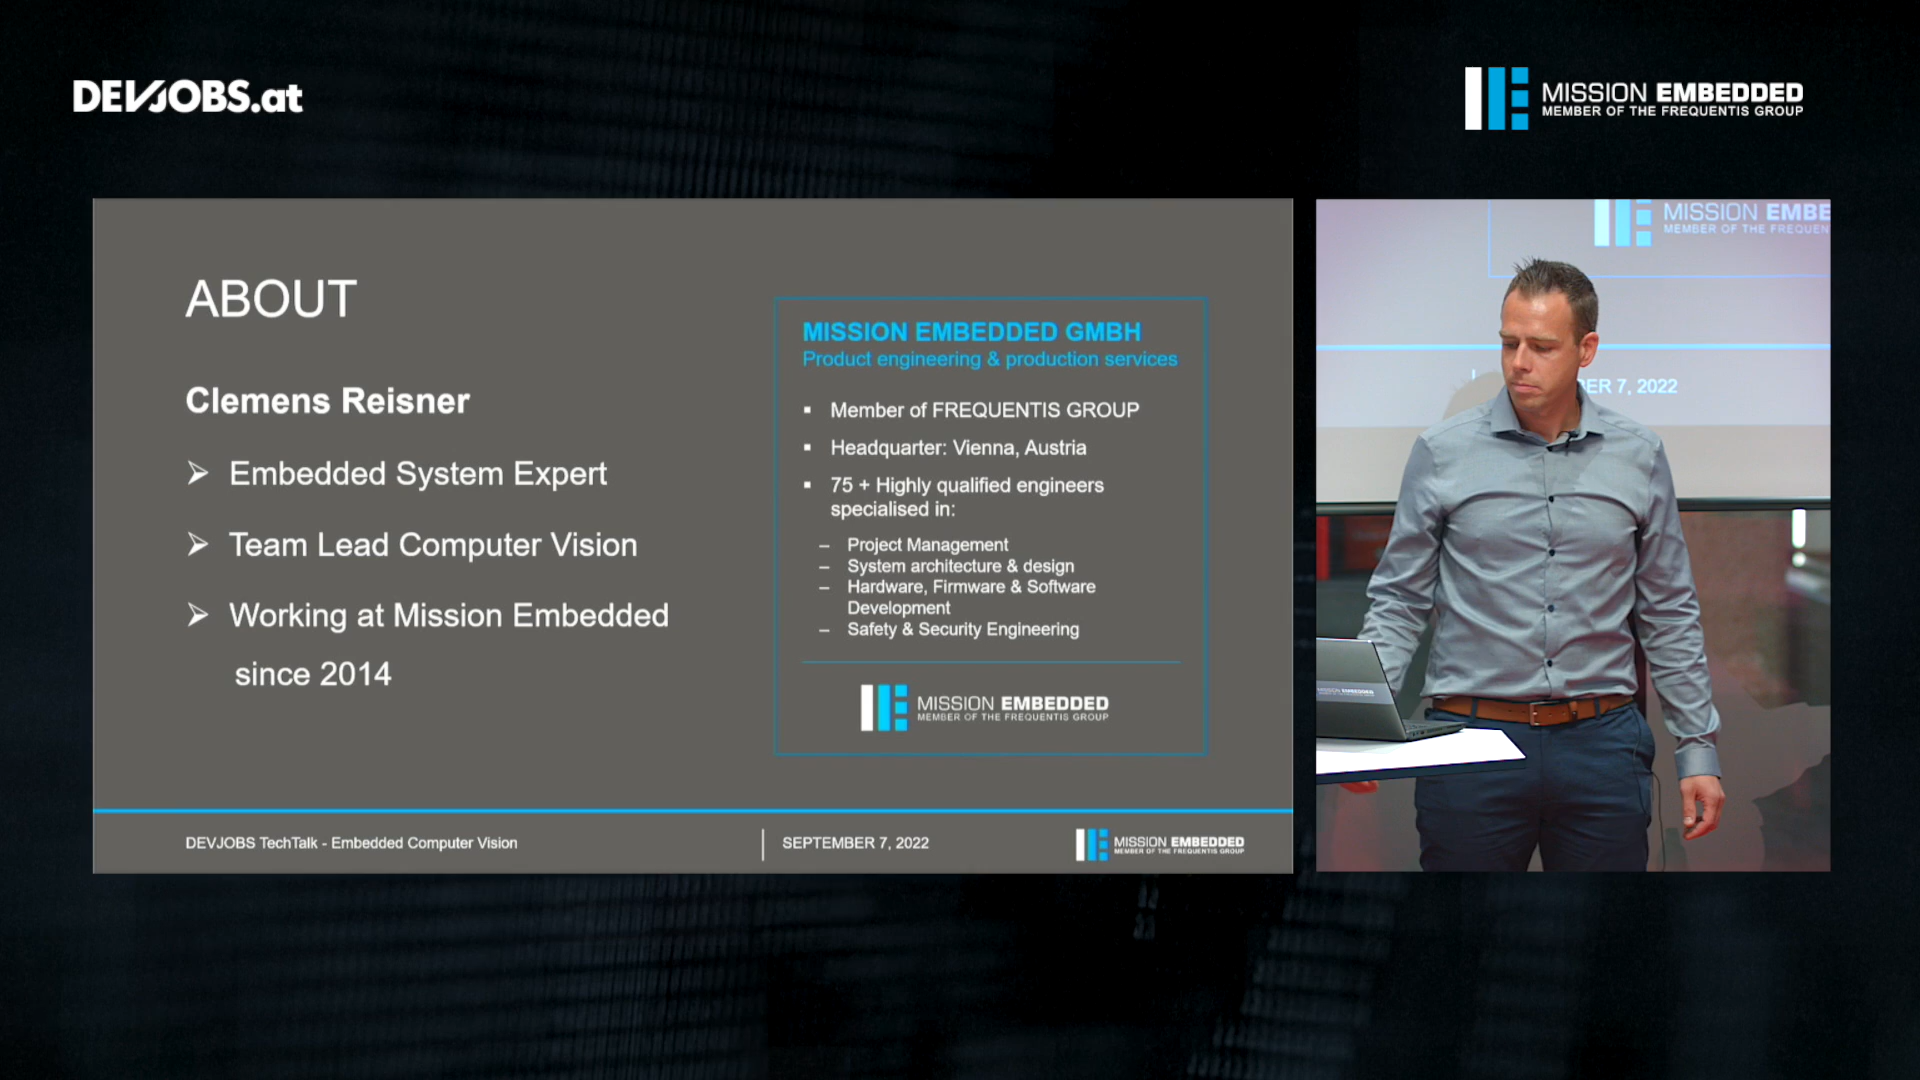 DEVJOBS.at
MISSION EMBEDDED
MEMBER OF THE FREQUENTIS GROUP
ABOUT
Clemens Reisner
➢ Embedded System Expert
➢ Team Lead Computer Vision
➢ Working at Mission Embedded
since 2014
MISSION EMBEDDED GMBH
Product engineering & production services
▪ Member of FREQUENTIS GROUP
▪ Headquarter: Vienna, Austria
▪ 75 + Highly qualified engineers
specialised in:
– Project Management
– System architecture & design
– Hardware, Firmware & Software
Development
– Safety & Security Engineering
MISSION EMBEDDED
MEMBER OF THE FREQUENTIS GROUP
DEVJOBS TechTalk - Embedded Computer Vision
SEPTEMBER 7, 2022
MISSION EMBEDDED
MEMBER OF THE FREQUENTIS GROUP
MISSION EMBE
MEMBER OF THE FREQUEN
BER 7, 2022
MISSION EMBEDDED